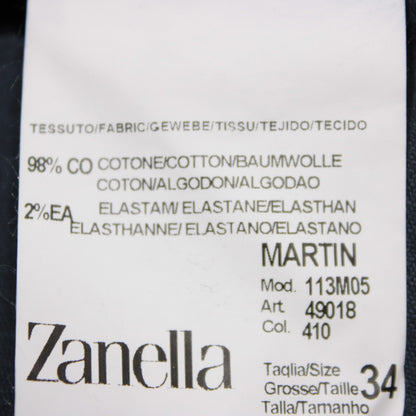 TESSUTO/FABRIC/GEWEBE/TISSU/TEJIDO/TECIDO
98% CO COTONE/COTTON/BAUMWOLLE
COTON/ALGODON/ALGODAO
2%EA ELASTAM/ ELASTANE/ELASTHAN
ELASTHANNE/ ELASTANO/ELASTANO
MARTIN
Mod. 113M05
Art 49018
Col. 410
Zanella
Taglia/Size 34
Grosse/Taille
Talla/Tamanho